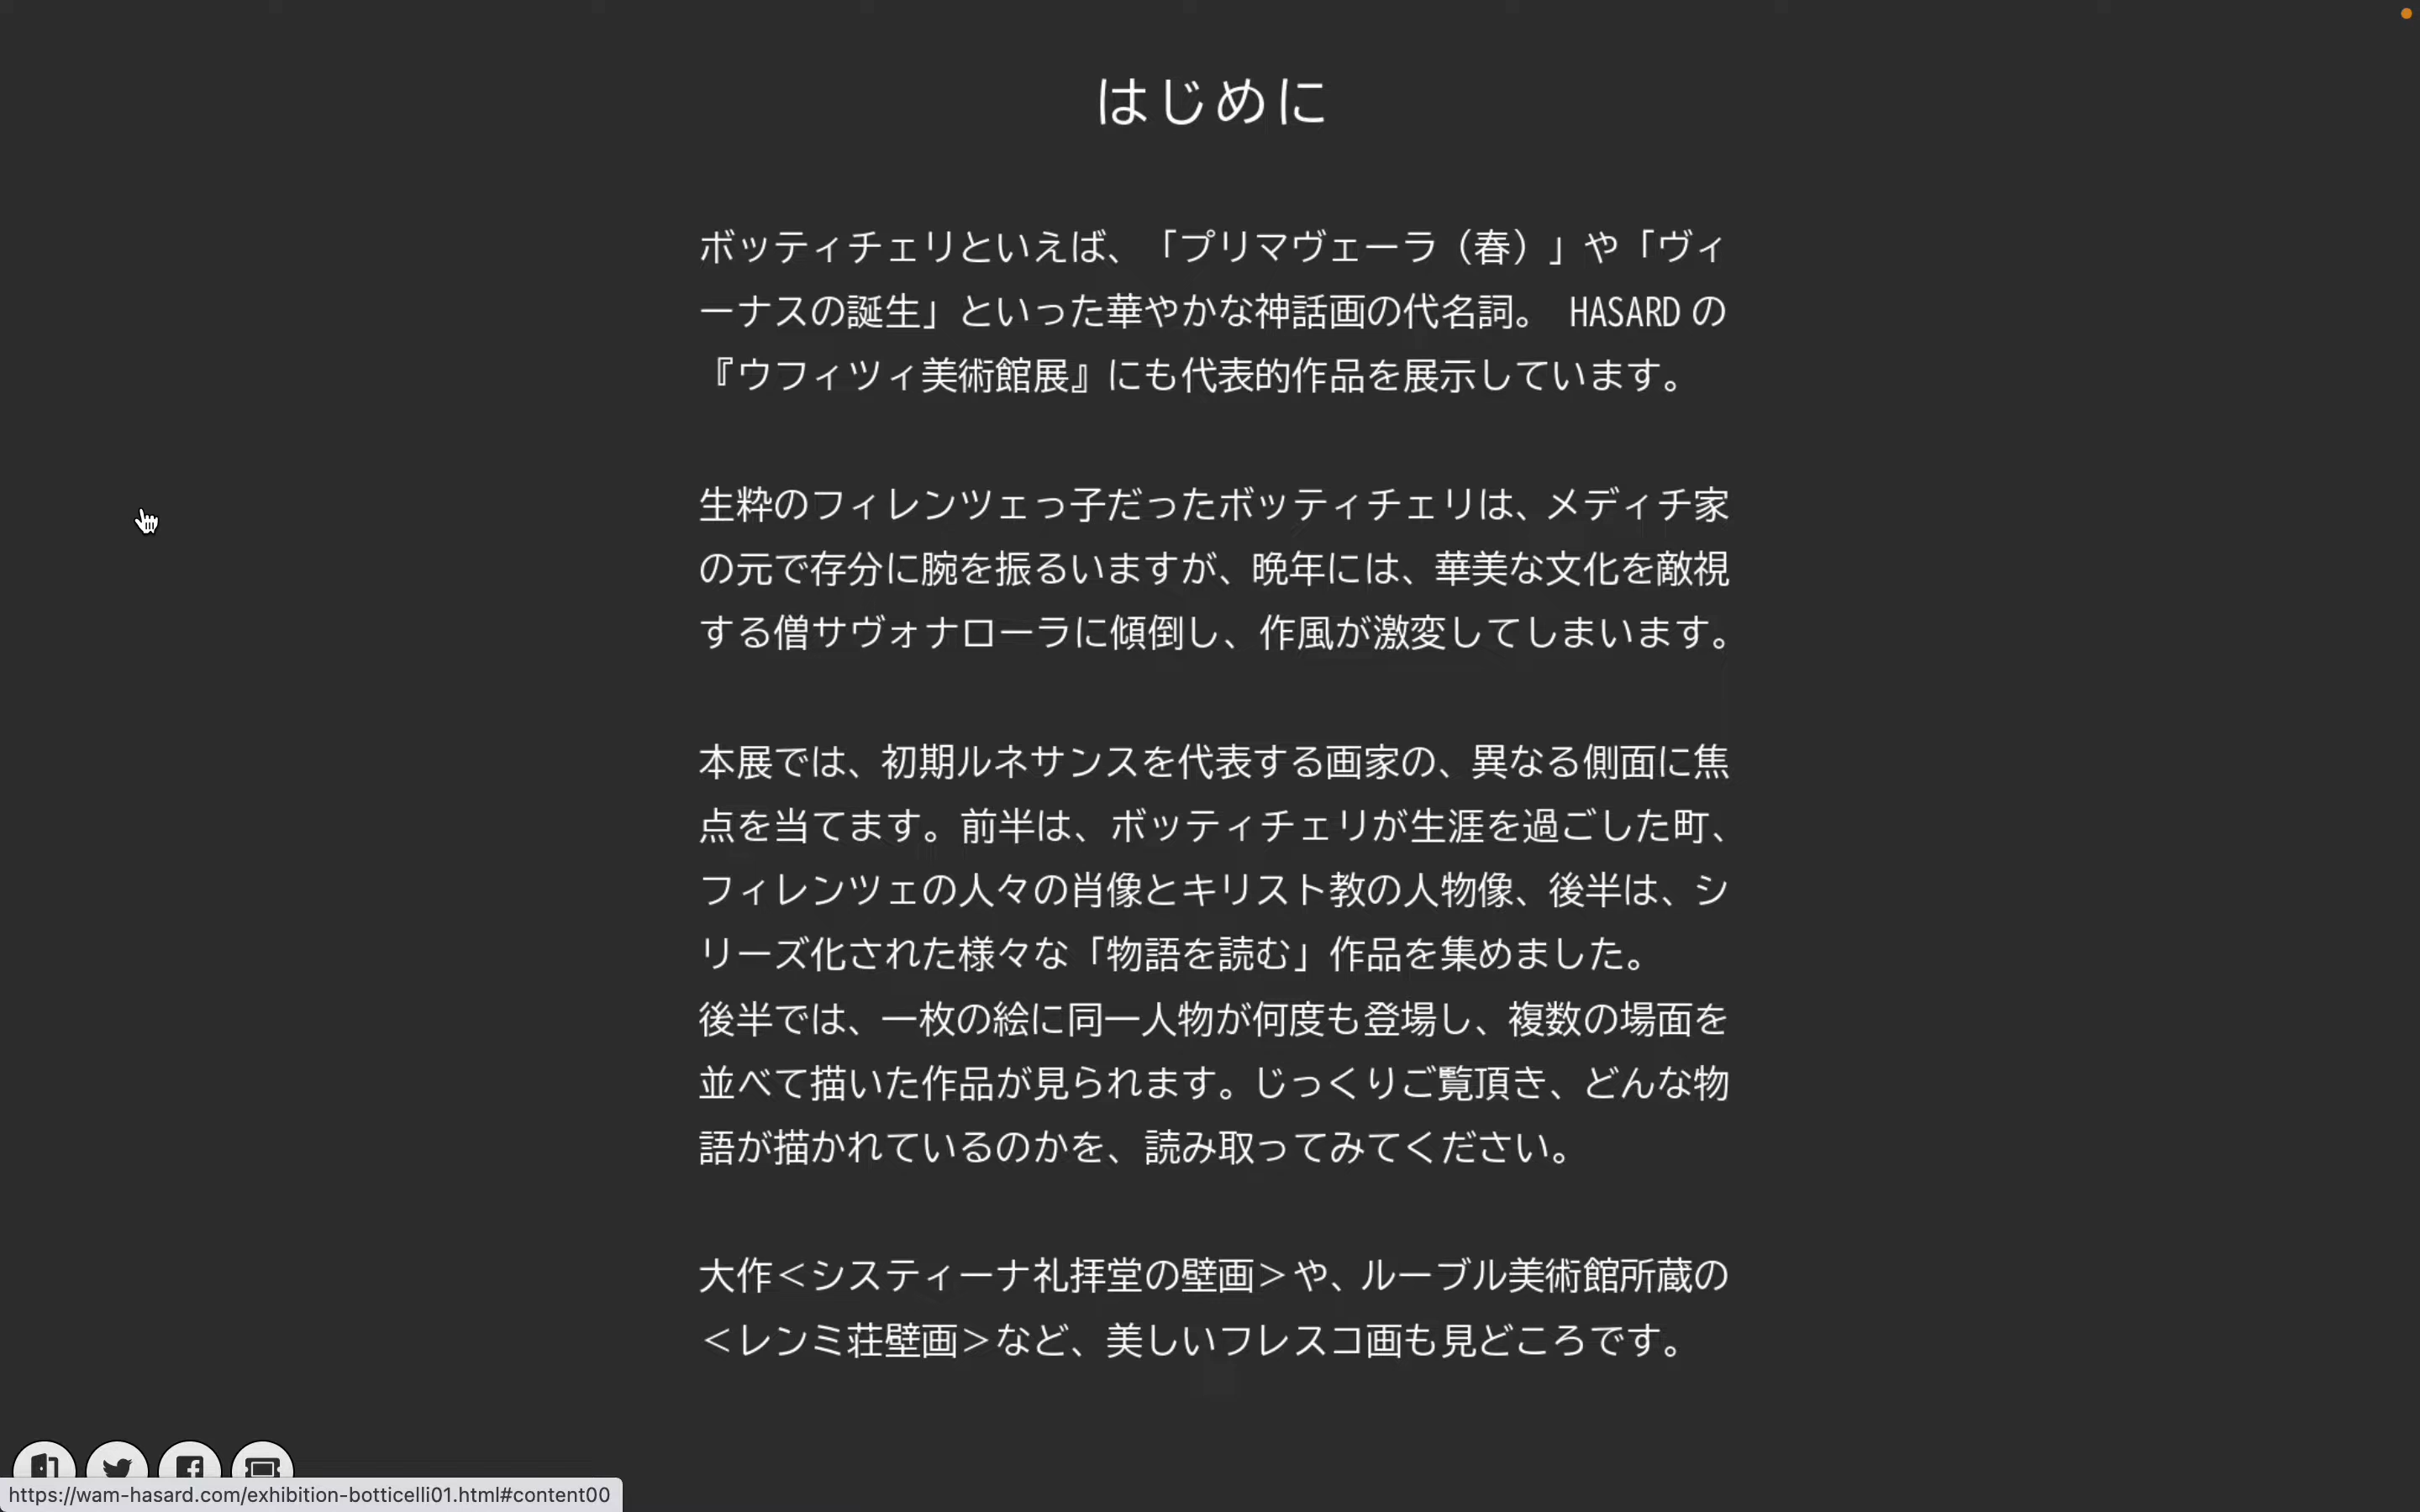 はじめに
ボッティチェリといえば、「プリマヴェーラ（春）」や「ヴィ
ーナスの誕生」といった華やかな神話画の代名詞。 HASARD の
『ウフィツィ美術館展』にも代表的作品を展示しています。
生粋のフィレンツェっ子だったボッティチェリは、メディチ家
の元で存分に腕を振るいますが、晩年には、華美な文化を敵視
する僧サヴォナローラに傾倒し、作風が激変してしまいます。
本展では、初期ルネサンスを代表する画家の、異なる側面に焦
点を当てます。前半は、ボッティチェリが生涯を過ごした町、
フィレンツェの人々の肖像とキリスト教の人物像、後半は、シ
リーズ化された様々な「物語を読む」作品を集めました。
後半では、一枚の絵に同一人物が何度も登場し、複数の場面を
並べて描いた作品が見られます。じっくりご覧頂き、どんな物
語が描かれているのかを、読み取ってみてください。
大作＜システィーナ礼拝堂の壁画＞や、ルーブル美術館所蔵の
＜レンミ荘壁画＞など、美しいフレスコ画も見どころです。
https://wam-hasard.com/exhibition-botticelli01.html#content00